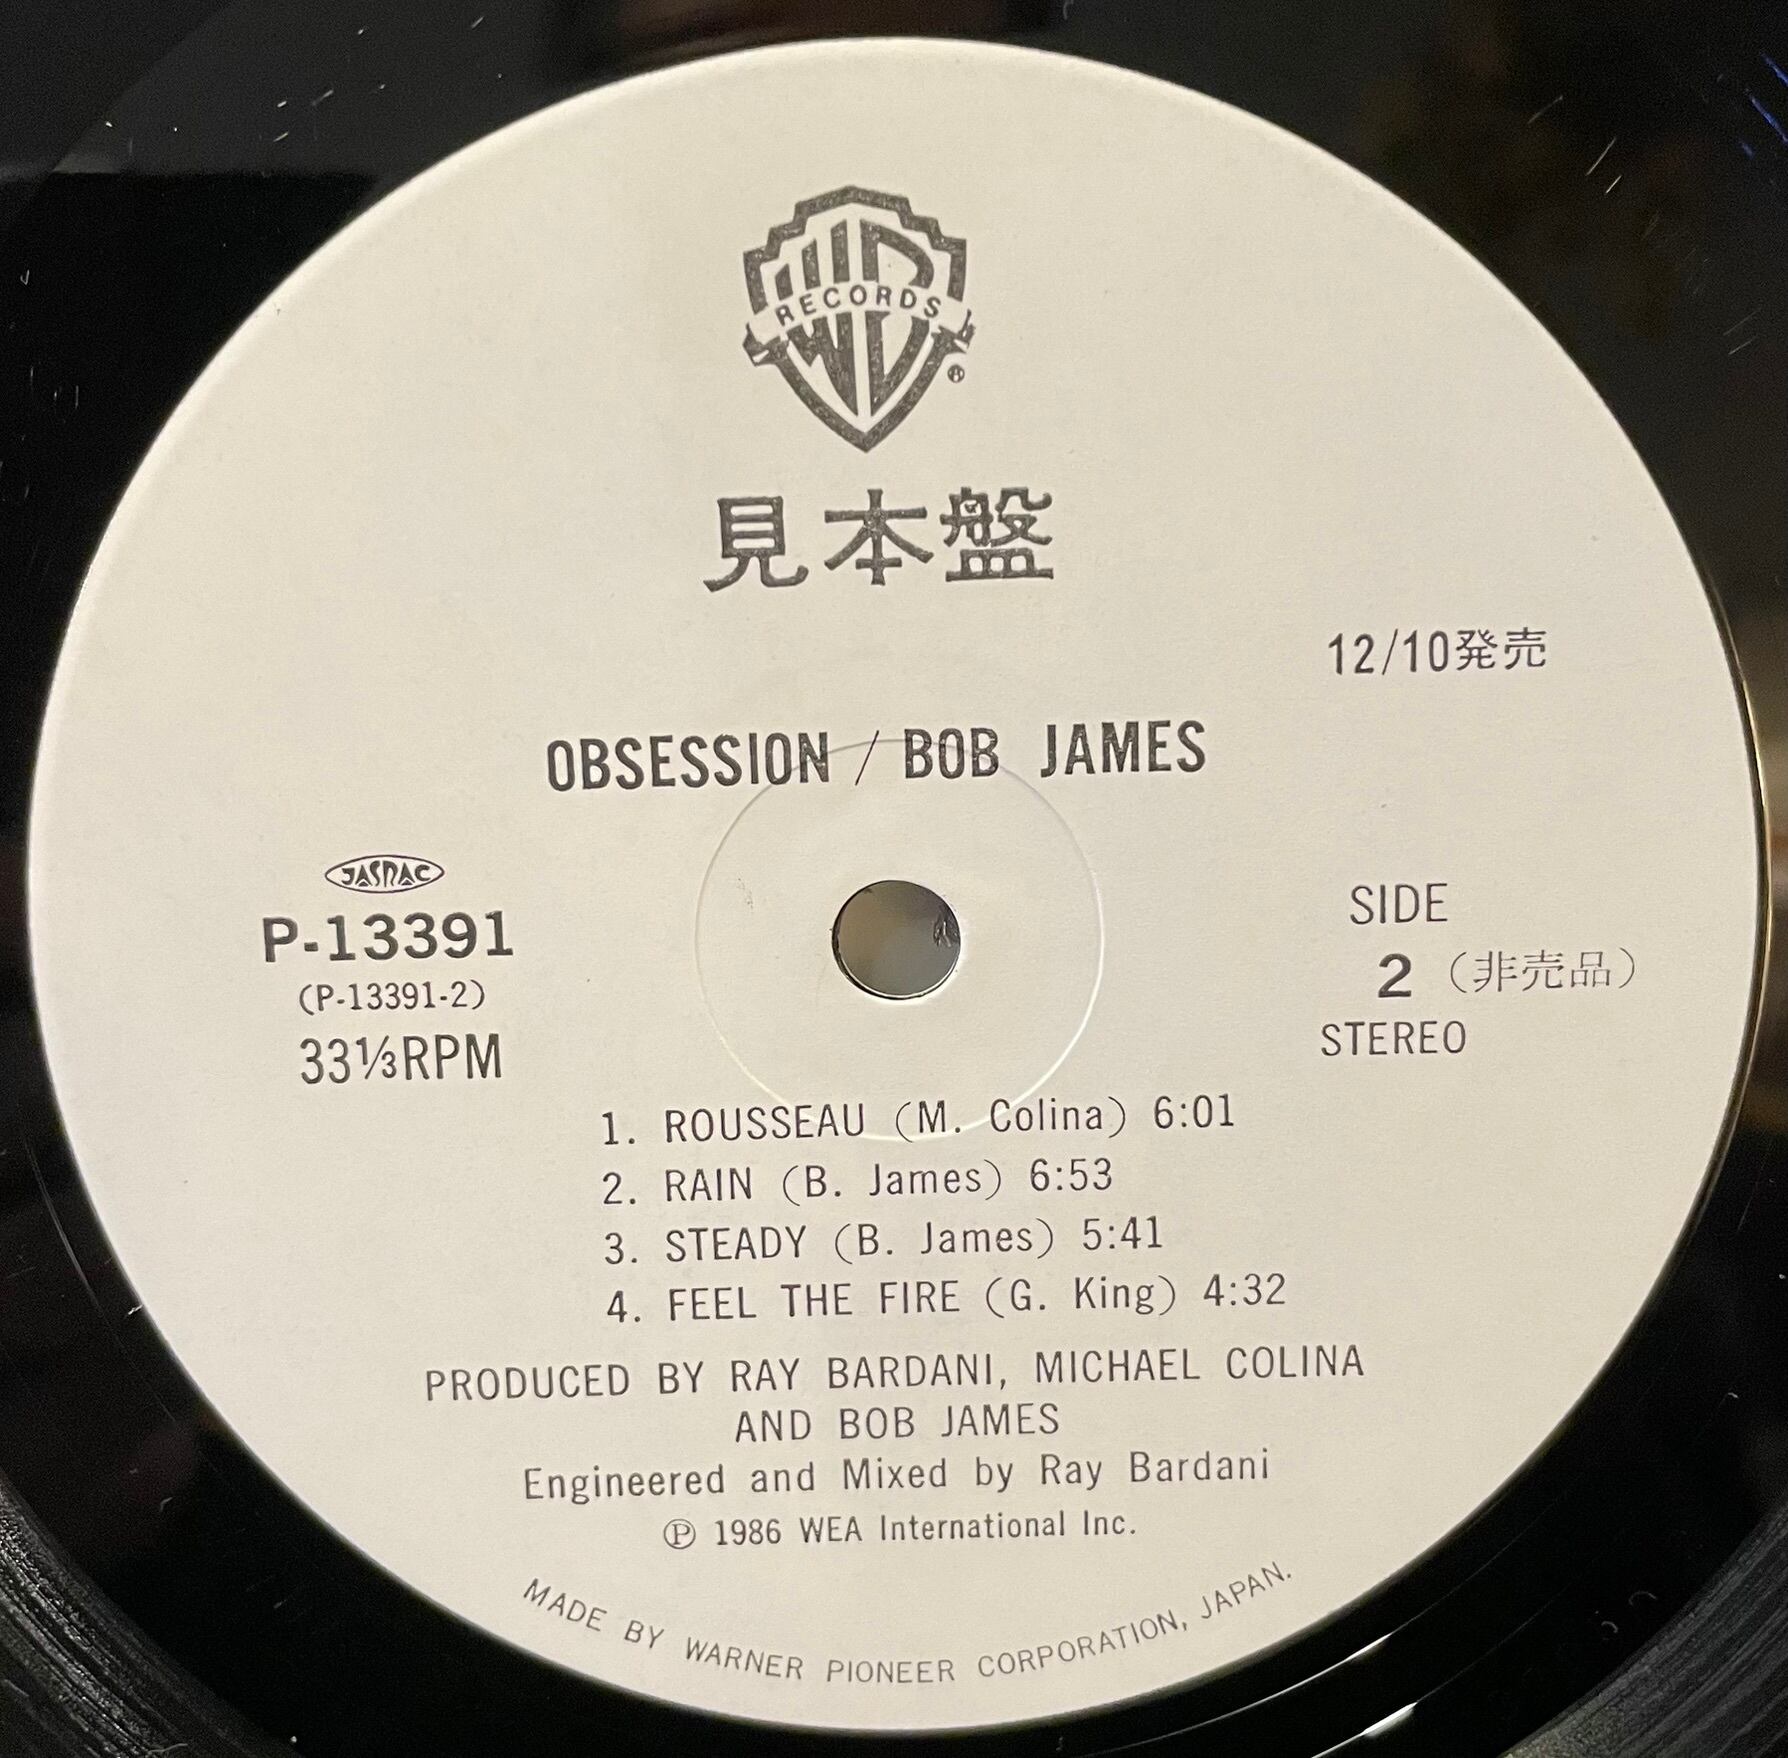 WB
RECORDS
®
見本盤
12/10発売
OBSESSION / BOB JAMES
JASRAC
P-13391
(P-13391-2)
33⅓RPM
SIDE
2 (非売品)
STEREO
1. ROUSSEAU (M. Colina) 6:01
2. RAIN (B. James) 6:53
3. STEADY (B. James) 5:41
4. FEEL THE FIRE (G. King) 4:32
PRODUCED BY RAY BARDANI, MICHAEL COLINA
AND BOB JAMES
Engineered and Mixed by Ray Bardani
℗ 1986 WEA International Inc.
MADE BY WARNER PIONEER CORPORATION, JAPAN.